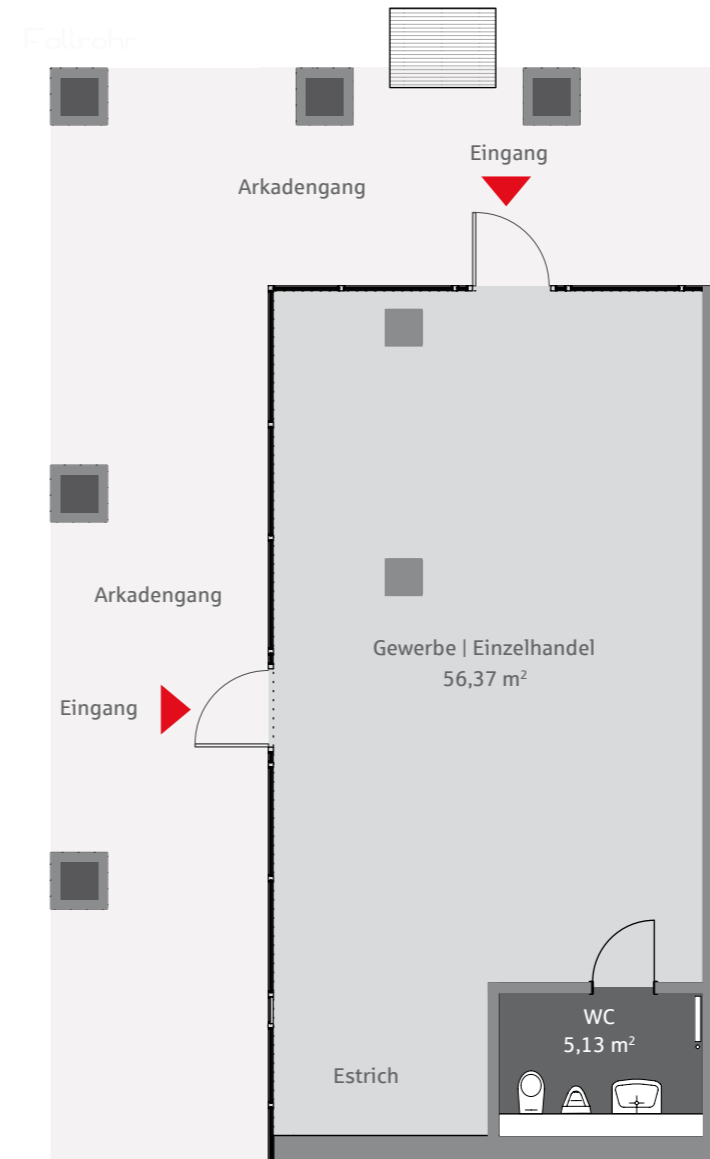 Fallrohr
Eingang
Arkadengang
Arkadengang
Gewerbe | Einzelhandel
56,37 m²
Eingang
WC
5,13 m²
Estrich